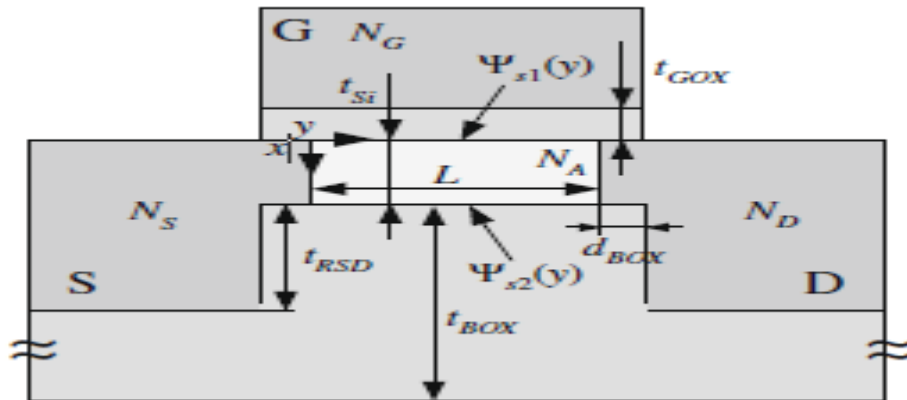 G N_G
Ψ_s1(y)
t_GOX
t_Si
y
x
N_A
L
N_S
N_D
d_BOX
t_RSD
Ψ_s2(y)
S
D
t_BOX